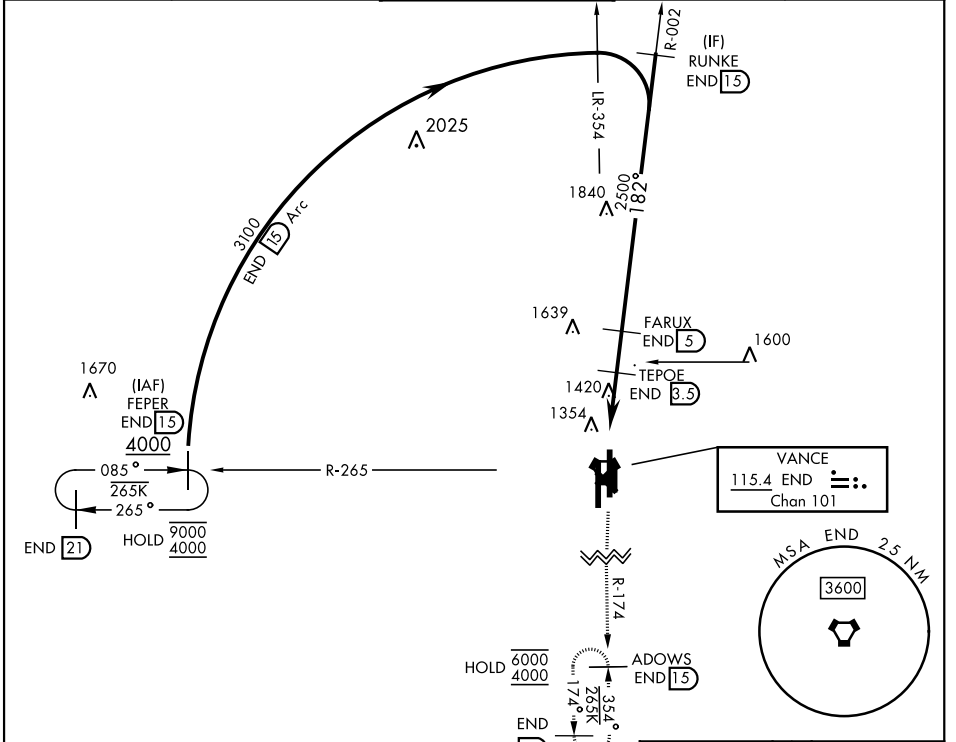 R-002
(IF)
RUNKE
END 15
LR-354
2025
1840
2500
182°
3100
END 15 Arc
1639
FARUX
END 5
1600
TEPOE
END 3.5
1420
1354
1670
(IAF)
FEPER
END 15
4000
085°
265K
265°
R-265
END 21
HOLD 9000
4000
VANCE
115.4 END
Chan 101
MSA END 25 NM
3600
R-174
HOLD 6000
4000
ADOWS
END 15
174°
265K
354°
END